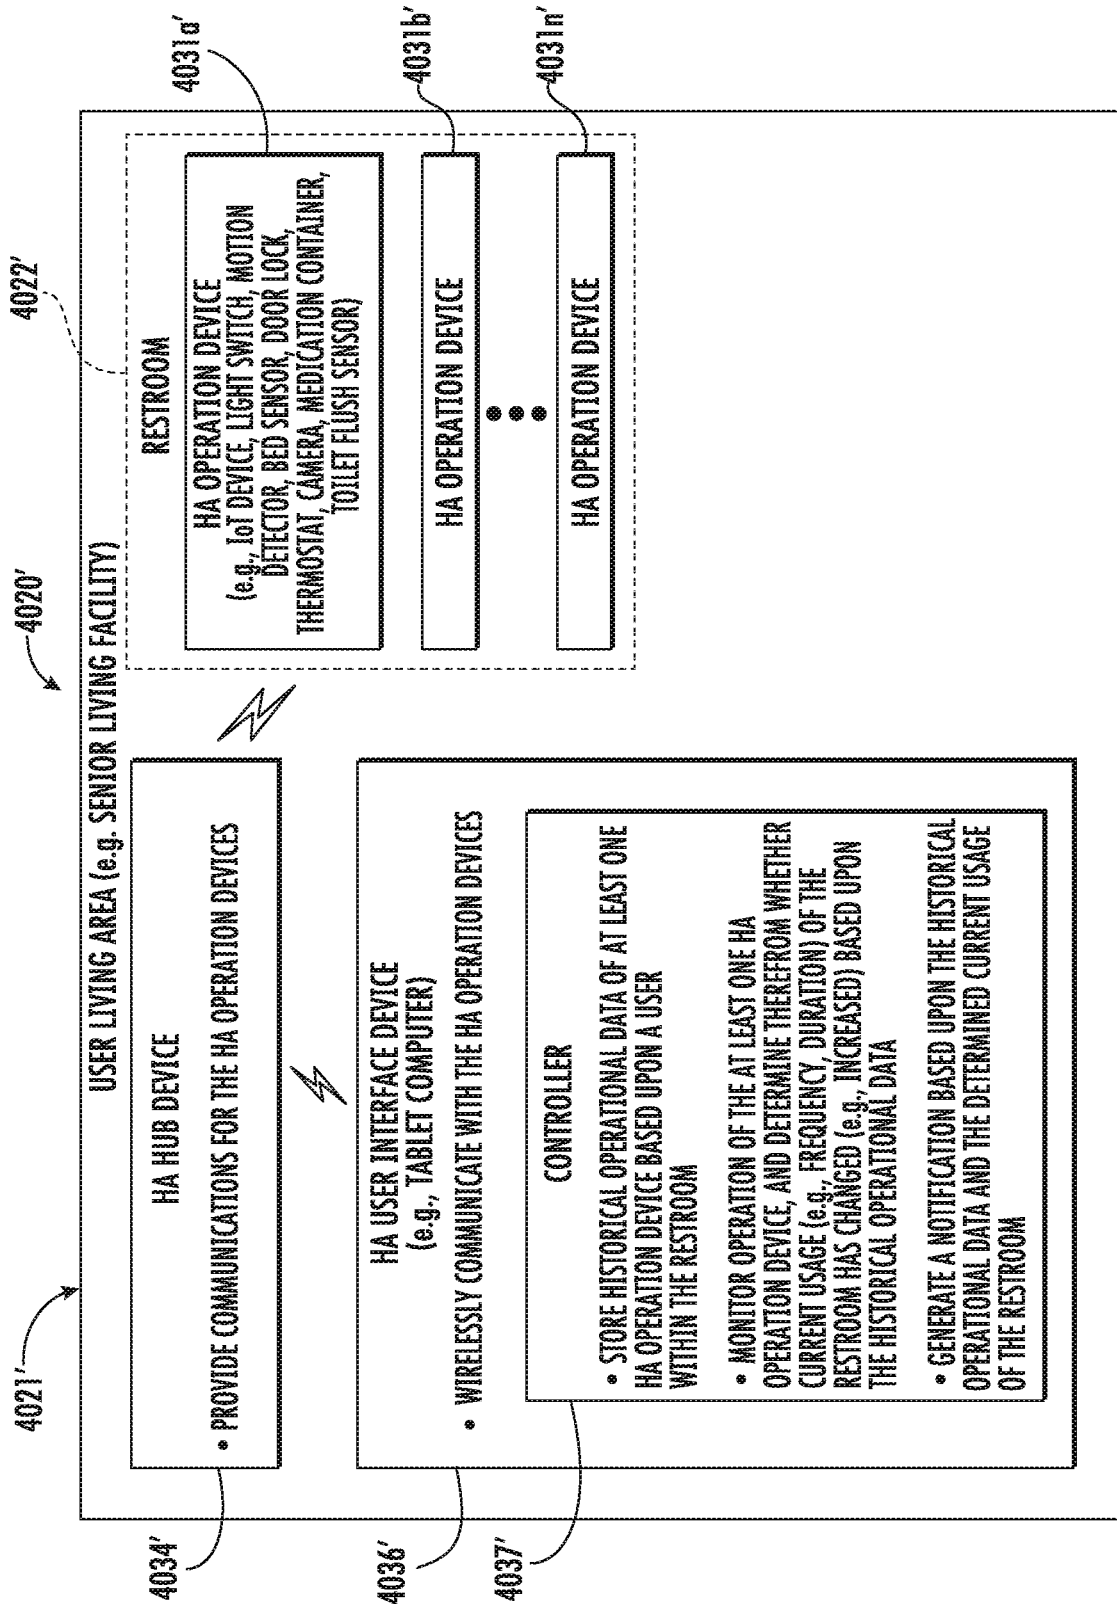 4020'
4021'
4022'
USER LIVING AREA (e.g. SENIOR LIVING FACILITY)
4034'
HA HUB DEVICE
• PROVIDE COMMUNICATIONS FOR THE HA OPERATION DEVICES
4036'
HA USER INTERFACE DEVICE
(e.g., TABLET COMPUTER)
• WIRELESSLY COMMUNICATE WITH THE HA OPERATION DEVICES
4037'
CONTROLLER
• STORE HISTORICAL OPERATIONAL DATA OF AT LEAST ONE
HA OPERATION DEVICE BASED UPON A USER
WITHIN THE RESTROOM
• MONITOR OPERATION OF THE AT LEAST ONE HA
OPERATION DEVICE, AND DETERMINE THEREFROM WHETHER
CURRENT USAGE (e.g., FREQUENCY, DURATION) OF THE
RESTROOM HAS CHANGED (e.g., INCREASED) BASED UPON
THE HISTORICAL OPERATIONAL DATA
• GENERATE A NOTIFICATION BASED UPON THE HISTORICAL
OPERATIONAL DATA AND THE DETERMINED CURRENT USAGE
OF THE RESTROOM
RESTROOM
HA OPERATION DEVICE
(e.g., IoT DEVICE, LIGHT SWITCH, MOTION
DETECTOR, BED SENSOR, DOOR LOCK,
THERMOSTAT, CAMERA, MEDICATION CONTAINER,
TOILET FLUSH SENSOR)
4031a'
HA OPERATION DEVICE
4031b'
HA OPERATION DEVICE
4031n'